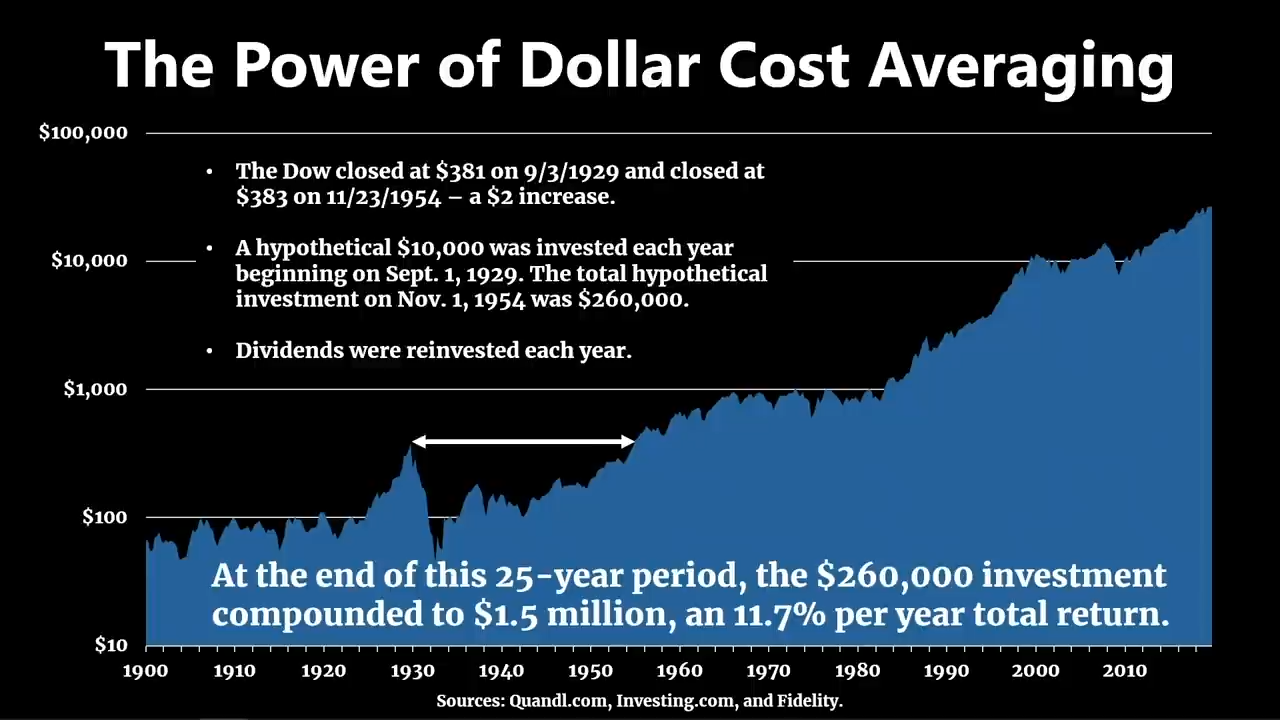 The Power of Dollar Cost Averaging
$100,000
• The Dow closed at $381 on 9/3/1929 and closed at
$383 on 11/23/1954 – a $2 increase.
• A hypothetical $10,000 was invested each year
$10,000
beginning on Sept. 1, 1929. The total hypothetical
investment on Nov. 1, 1954 was $260,000.
• Dividends were reinvested each year.
$1,000
$100
At the end of this 25-year period, the $260,000 investment
compounded to $1.5 million, an 11.7% per year total return.
$10
1900 1910 1920 1930 1940 1950 1960 1970 1980 1990 2000 2010
Sources: Quandl.com, Investing.com, and Fidelity.